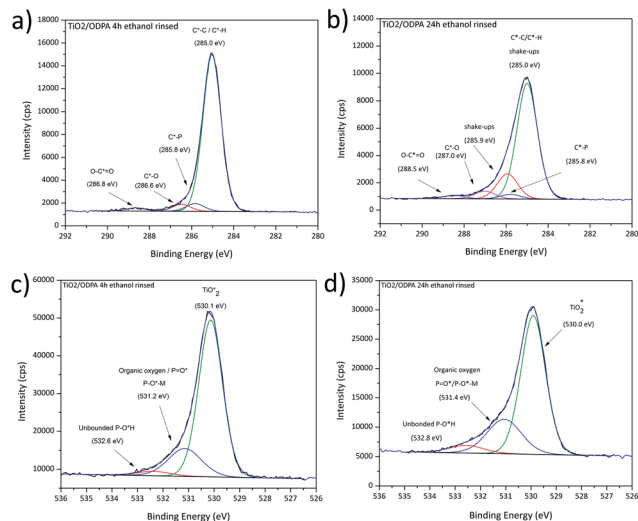 a)
TiO2/ODPA 4h ethanol rinsed
C*-C / C*-H
(285.0 eV)
C*-P
(285.8 eV)
C*-O
(286.6 eV)
O-C*=O
(286.8 eV)
Intensity (cps)
18000
16000
14000
12000
10000
8000
6000
4000
2000
0
292 290 288 286 284 282 280
Binding Energy (eV)
b)
TiO2/ODPA 24h ethanol rinsed
C*-C/C*-H
shake-ups
(285.0 eV)
shake-ups
(285.9 eV)
C*-O
(287.0 eV)
O-C*=O
(288.5 eV)
C*-P
(285.8 eV)
Intensity (cps)
14000
12000
10000
8000
6000
4000
2000
0
292 290 288 286 284 282 280
Binding Energy (eV)
c)
TiO2/ODPA 4h ethanol rinsed
TiO*2
(530.1 eV)
Organic oxygen / P=O*
P-O*-M
(531.2 eV)
Unbounded P-O*H
(532.6 eV)
Intensity (cps)
60000
50000
40000
30000
20000
10000
536 535 534 533 532 531 530 529 528 527 526
Binding Energy (eV)
d)
TiO2/ODPA 24h ethanol rinsed
TiO2*
(530.0 eV)
Organic oxygen
P=O*/P-O*-M
(531.4 eV)
Unbonded P-O*H
(532.8 eV)
Intensity (cps)
35000
30000
25000
20000
15000
10000
5000
0
536 535 534 533 532 531 530 529 528 527 526
Binding Energy (eV)